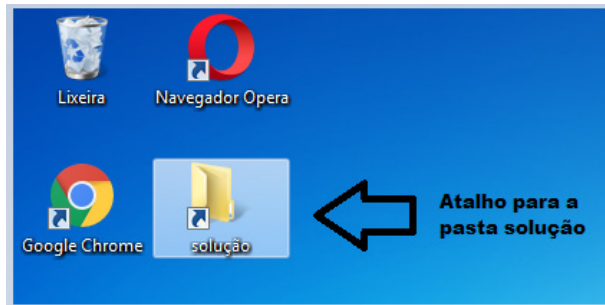 Lixeira
Navegador Opera
Google Chrome
solução
Atalho para a
pasta solução